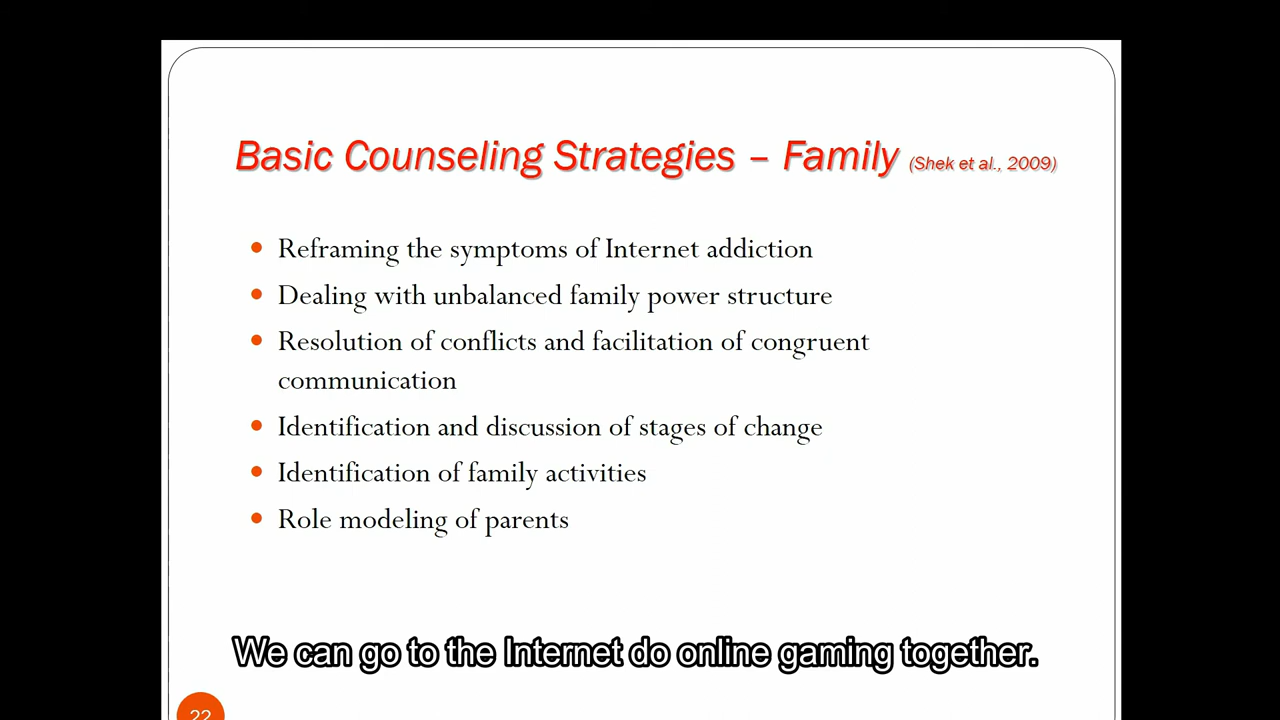 Basic Counseling Strategies – Family (Shek et al., 2009)
• Reframing the symptoms of Internet addiction
• Dealing with unbalanced family power structure
• Resolution of conflicts and facilitation of congruent
communication
• Identification and discussion of stages of change
• Identification of family activities
• Role modeling of parents
We can go to the Internet do online gaming together.
22